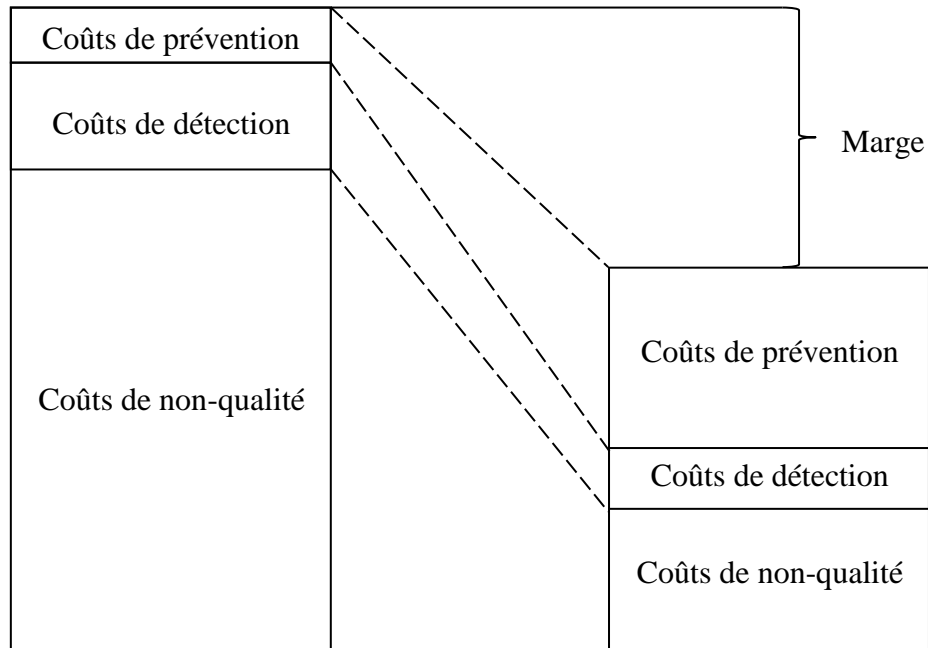 Coûts de prévention
Coûts de détection
Marge
Coûts de prévention
Coûts de non-qualité
Coûts de détection
Coûts de non-qualité